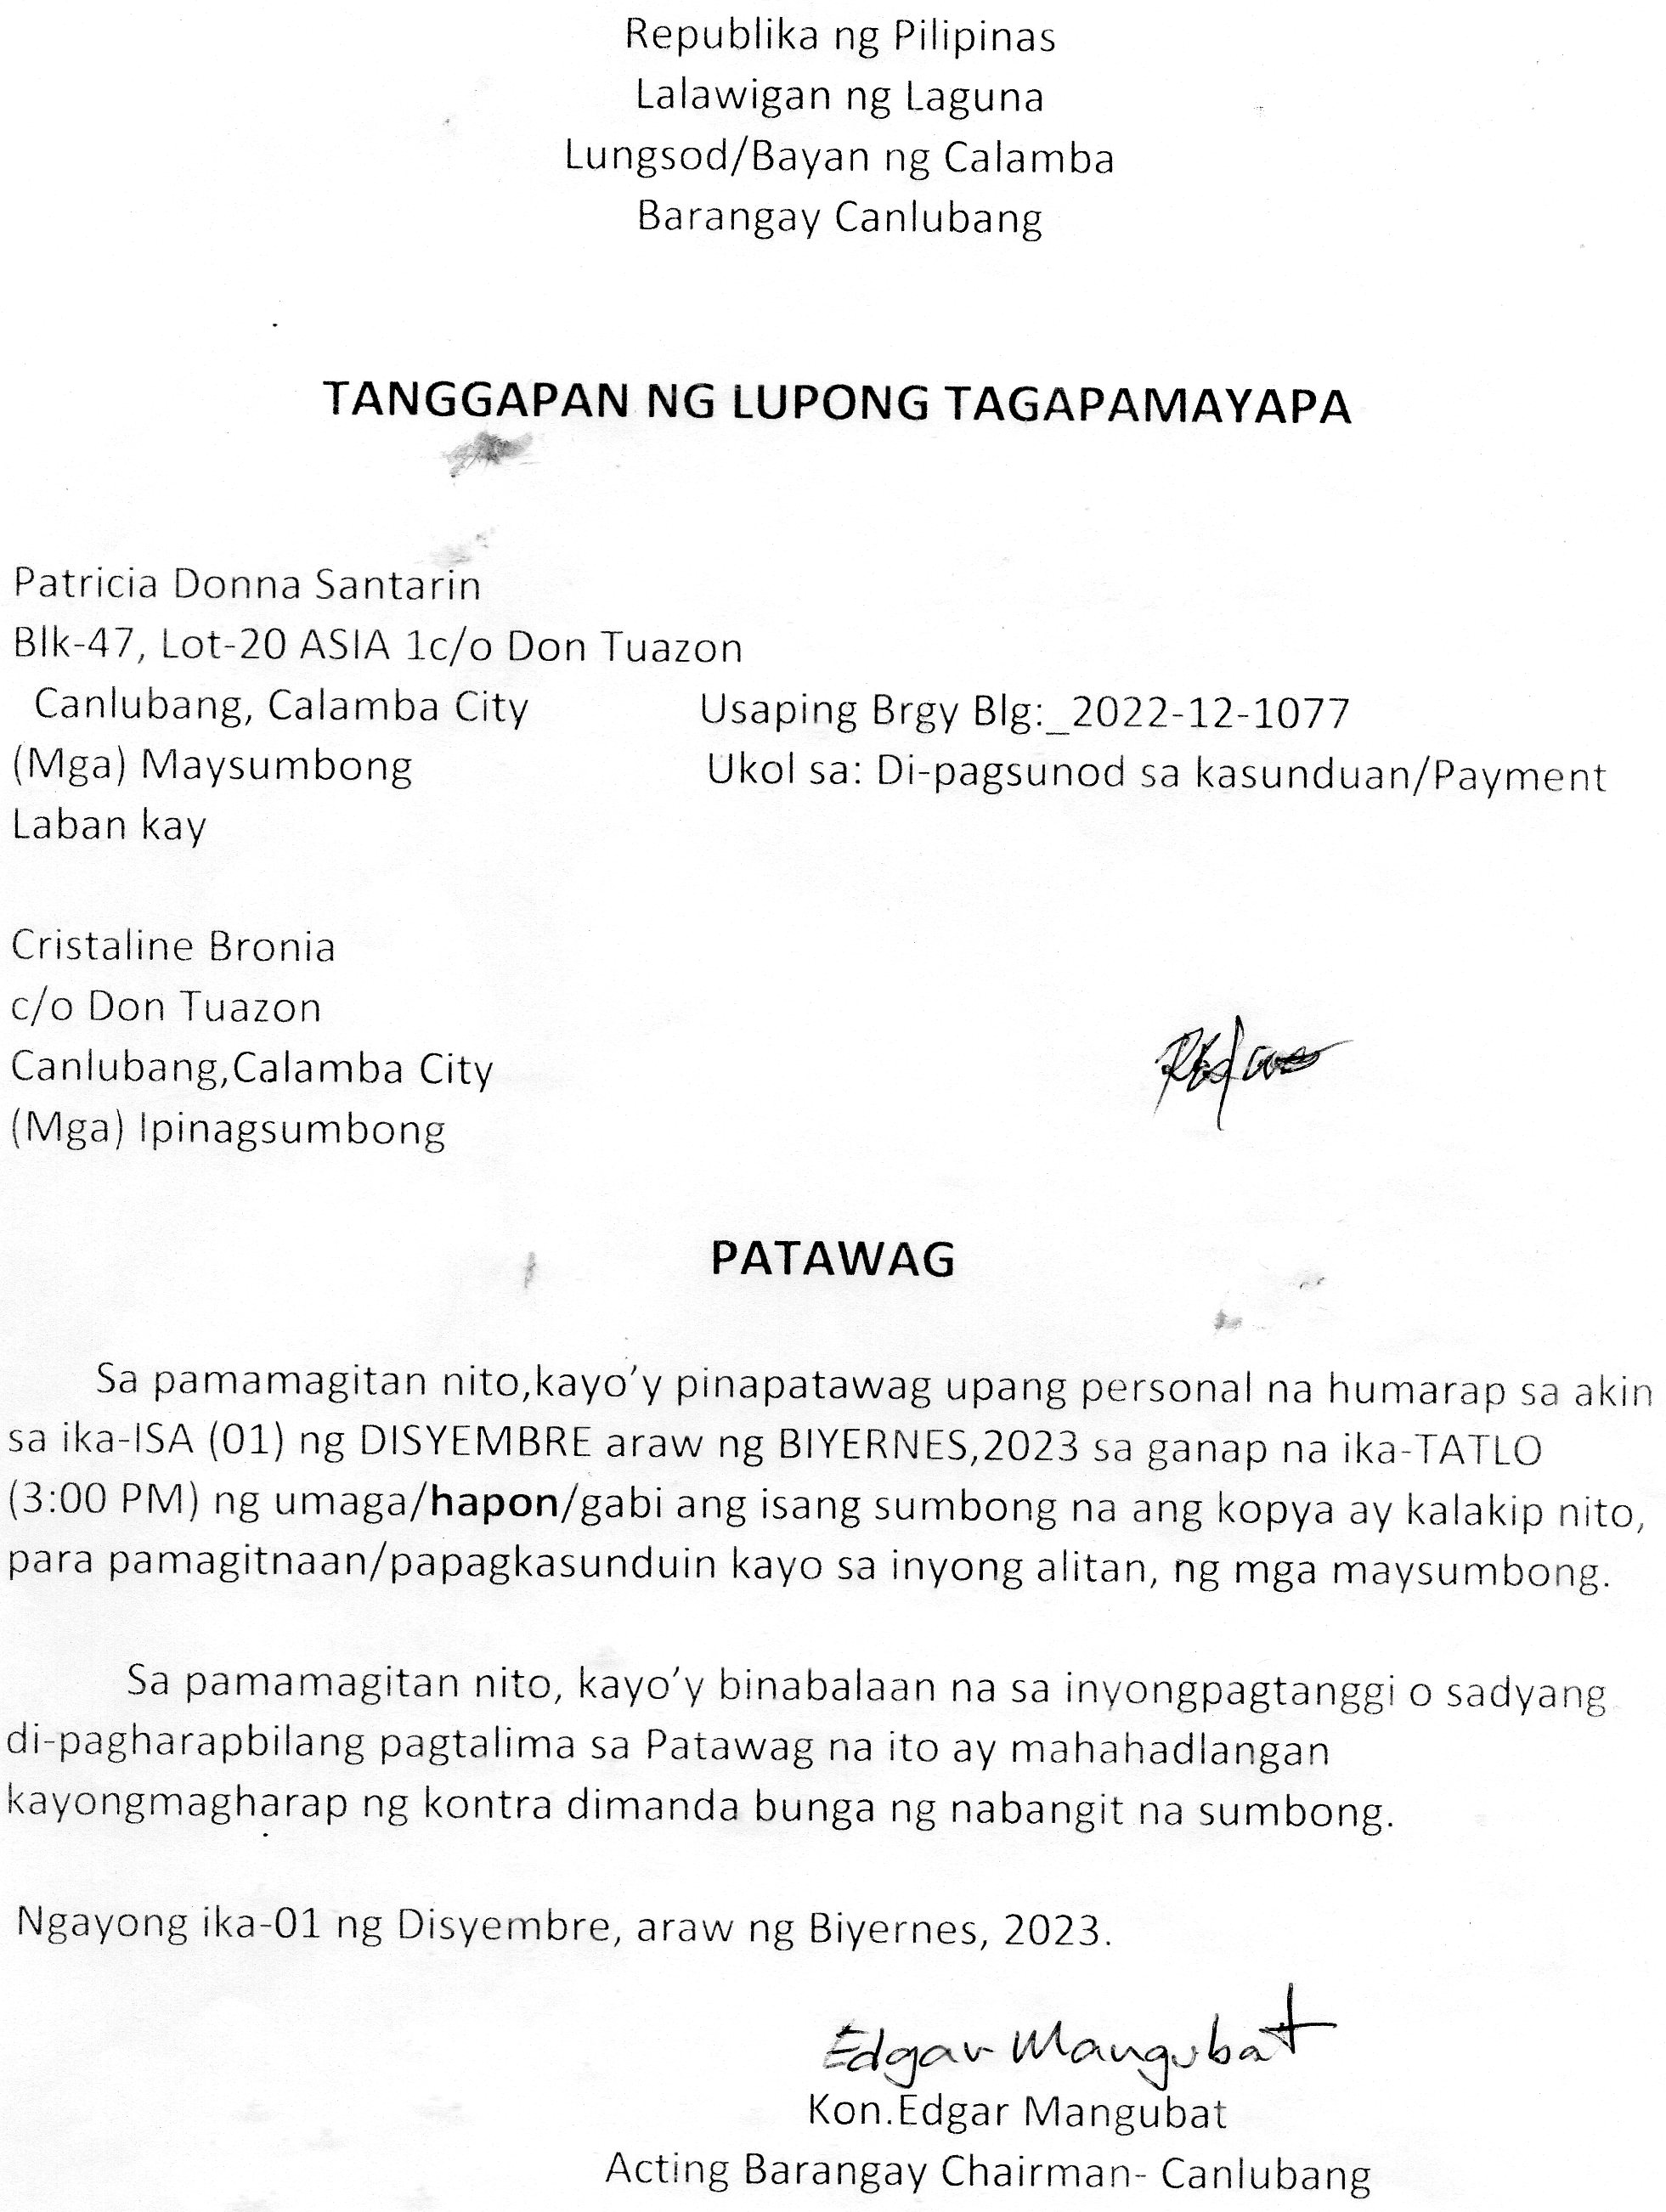 Republika ng Pilipinas
Lalawigan ng Laguna
Lungsod/Bayan ng Calamba
Barangay Canlubang
TANGGAPAN NG LUPONG TAGAPAMAYAPA
Patricia Donna Santarin
Blk-47, Lot-20 ASIA 1c/o Don Tuazon
Canlubang, Calamba City
Usaping Brgy Blg:_2022-12-1077
(Mga) Maysumbong
Ukol sa: Di-pagsunod sa kasunduan/Payment
Laban kay
Cristaline Bronia
c/o Don Tuazon
Canlubang,Calamba City
(Mga) Ipinagsumbong
PATAWAG
Sa pamamagitan nito,kayo'y pinapatawag upang personal na humarap sa akin
sa ika-ISA (01) ng DISYEMBRE araw ng BIYERNES,2023 sa ganap na ika-TATLO
(3:00 PM) ng umaga/hapon/gabi ang isang sumbong na ang kopya ay kalakip nito,
para pamagitnaan/papagkasunduin kayo sa inyong alitan, ng mga maysumbong.
Sa pamamagitan nito, kayo'y binabalaan na sa inyongpagtanggi o sadyang
di-pagharapbilang pagtalima sa Patawag na ito ay mahahadlangan
kayongmagharap ng kontra dimanda bunga ng nabangit na sumbong.
Ngayong ika-01 ng Disyembre, araw ng Biyernes, 2023.
Edgar Mangubat
Kon.Edgar Mangubat
Acting Barangay Chairman- Canlubang